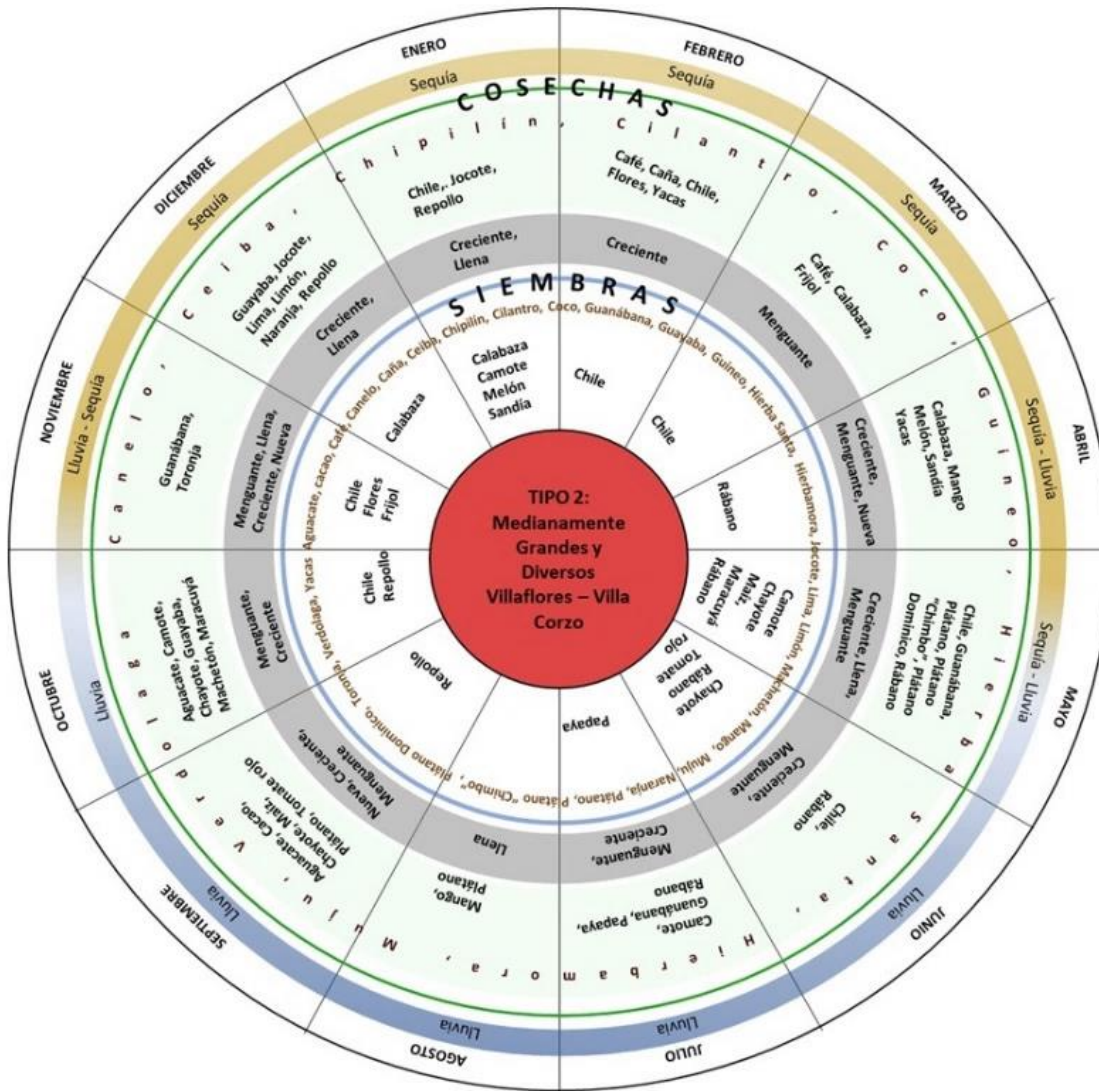 ENERO
FEBRERO
MARZO
ABRIL
MAYO
JUNIO
JULIO
AGOSTO
SEPTIEMBRE
OCTUBRE
NOVIEMBRE
DICIEMBRE
Sequía
Sequía
Sequía
Sequía - Lluvia
Sequía - Lluvia
Lluvia
Lluvia
Lluvia
Lluvia
Lluvia
Lluvia - Sequía
Sequía
COSECHAS
Canelo, Ceiba, Chipilín, Cilantro, Coco, Guineo, Hierba Santa, Hierbamora, Muju, Verdolaga
Chile,. Jocote,
Repollo
Café, Caña, Chile,
Flores, Yacas
Café, Calabaza,
Frijol
Calabaza, Mango
Melón, Sandía
Yacas
Chile, Guanábana,
Plátano, Plátano
"Chimbo", Plátano
Dominico, Rábano
Chile,
Rábano
Camote,
Guanábana, Papaya,
Rábano
Mango,
Plátano
Aguacate, Cacao,
Chayote, Maíz,
plátano, Tomate rojo
Aguacate, Camote,
Chayote, Guayaba,
Machetón, Maracuyá
Guanábana,
Toronja
Guayaba, Jocote,
Lima, Limón,
Naranja, Repollo
Creciente,
Llena
Creciente
Menguante
Creciente,
Menguante, Nueva
Creciente, Llena,
Menguante
Creciente,
Menguante
Menguante,
Creciente
Llena
Nueva, Creciente,
Menguante
Menguante,
Creciente
Menguante, Llena,
Creciente, Nueva
Creciente,
Llena
SIEMBRAS
Aguacate, cacao, Café, Canelo, Caña, Ceiba, Chipilín, Cilantro, Coco, Guanábana, Guayaba, Guineo, Hierba Santa, Hierbamora, Jocote, Lima, Limón, Machetón, Mango, Muju, Naranja, Plátano, Plátano "Chimbo", Plátano Dominico, Toronja, Verdolaga, Yacas
Calabaza
Camote
Melón
Sandía
Chile
Chile
Rábano
Camote
Chayote
Maíz,
Maracuyá
Rábano
Chayote
Rábano
Tomate
rojo
Papaya
Repollo
Chile
Repollo
Chile
Flores
Frijol
Calabaza
TIPO 2:
Medianamente
Grandes y
Diversos
Villaflores – Villa
Corzo